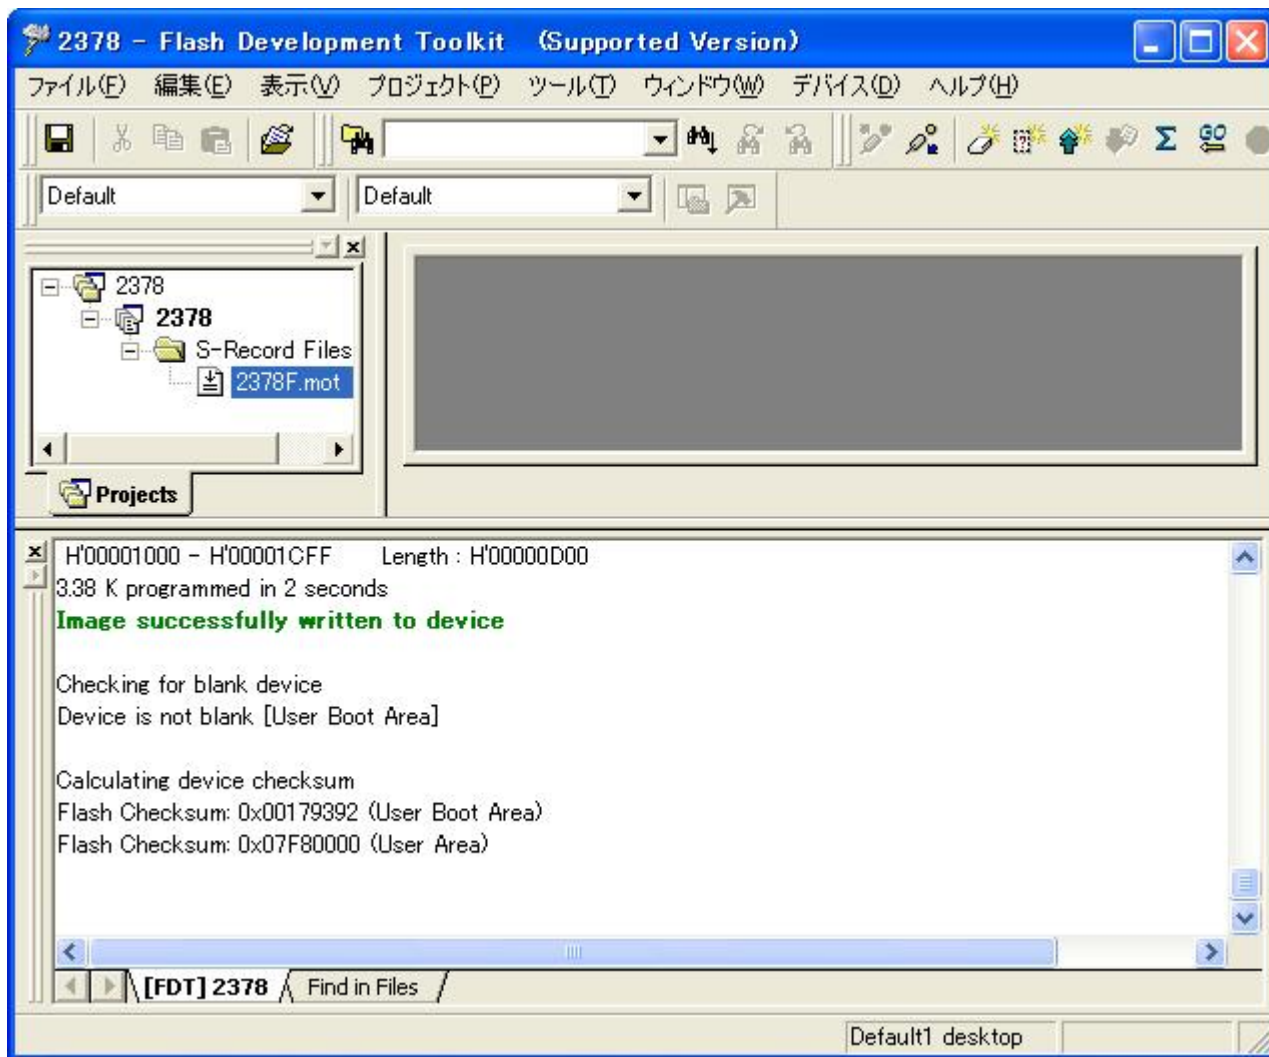 2378 - Flash Development Toolkit (Supported Version)
ファイル(F) 編集(E) 表示(V) プロジェクト(P) ツール(T) ウィンドウ(W) デバイス(D) ヘルプ(H)
Σ GO
Default Default
2378
2378
S-Record Files
2378F.mot
Projects
H'00001000 - H'00001CFF Length : H'00000D00
3.38 K programmed in 2 seconds
Image successfully written to device
Checking for blank device
Device is not blank [User Boot Area]
Calculating device checksum
Flash Checksum: 0x00179392 (User Boot Area)
Flash Checksum: 0x07F80000 (User Area)
[FDT] 2378 Find in Files
Default1 desktop